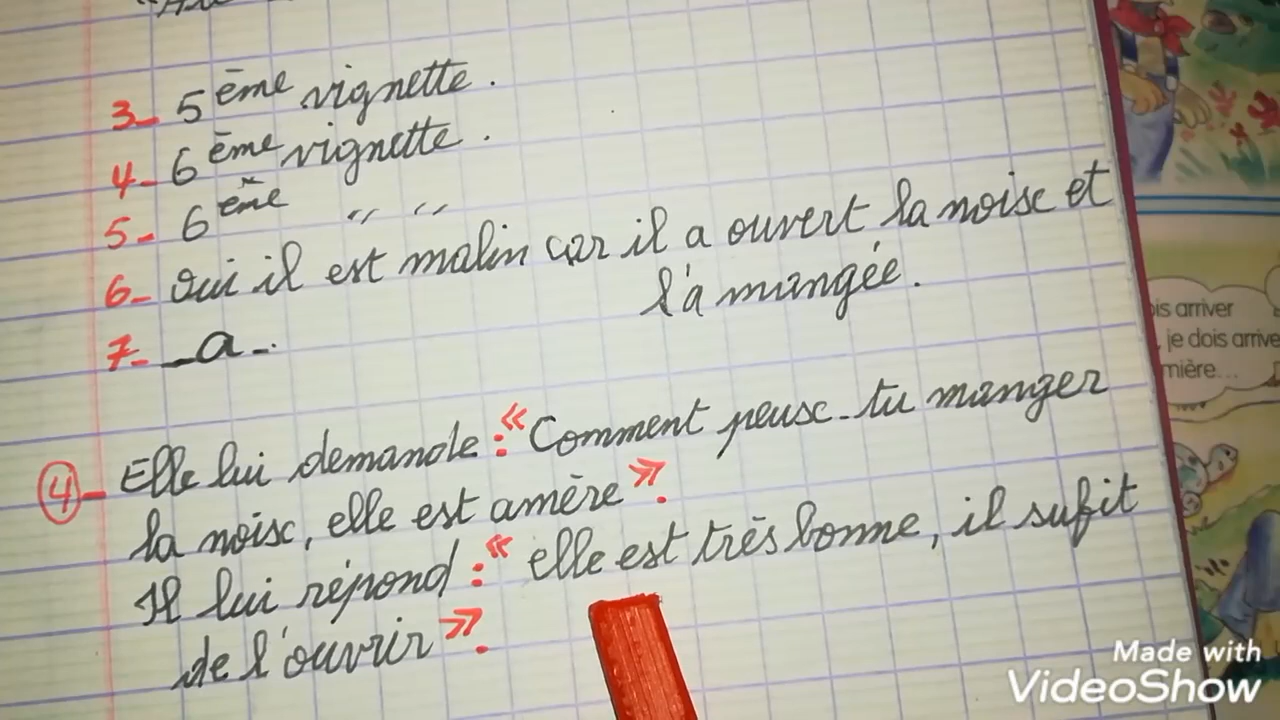 3- 5ème vignette.
4- 6ème vignette.
5- 6ème " "
6- Oui il est malin car il a ouvert la noix et
l'a mangée.
7- _a_.
4- Elle lui demande : « Comment peux-tu manger
la noix, elle est amère ».
Il lui répond : « elle est très bonne, il sufit
de l'ouvrir ».
is arriver
, je dois arrive
mière...
Made with
VideoShow